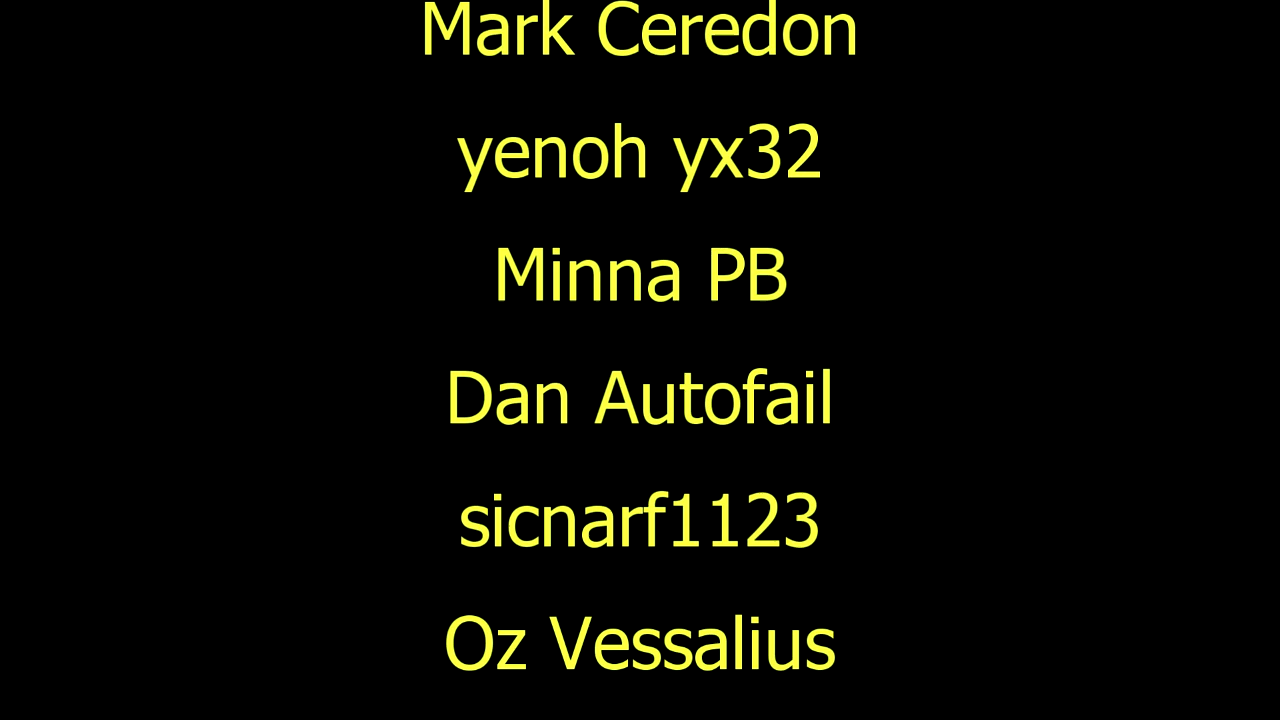 Mark Ceredon
yenoh yx32
Minna PB
Dan Autofail
sicnarf1123
Oz Vessalius